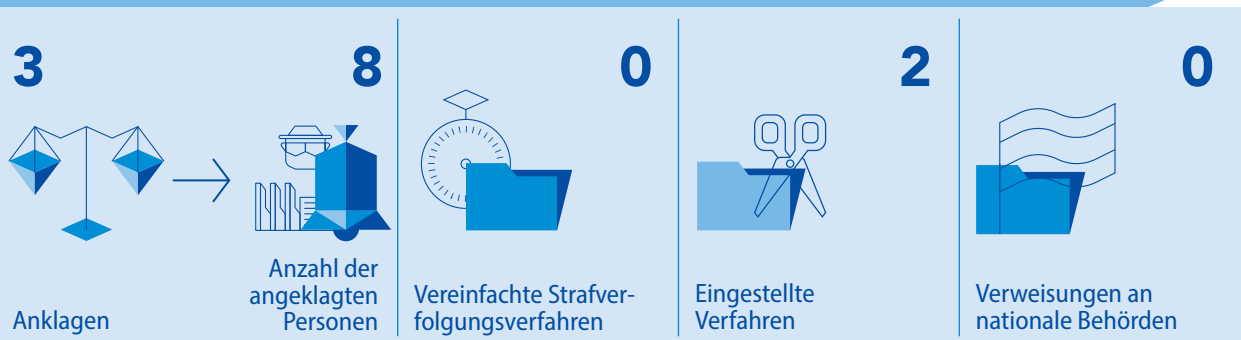 3
Anklagen
8
Anzahl der
angeklagten
Personen
0
Vereinfachte Strafver-
folgungsverfahren
2
Eingestellte
Verfahren
0
Verweisungen an
nationale Behörden